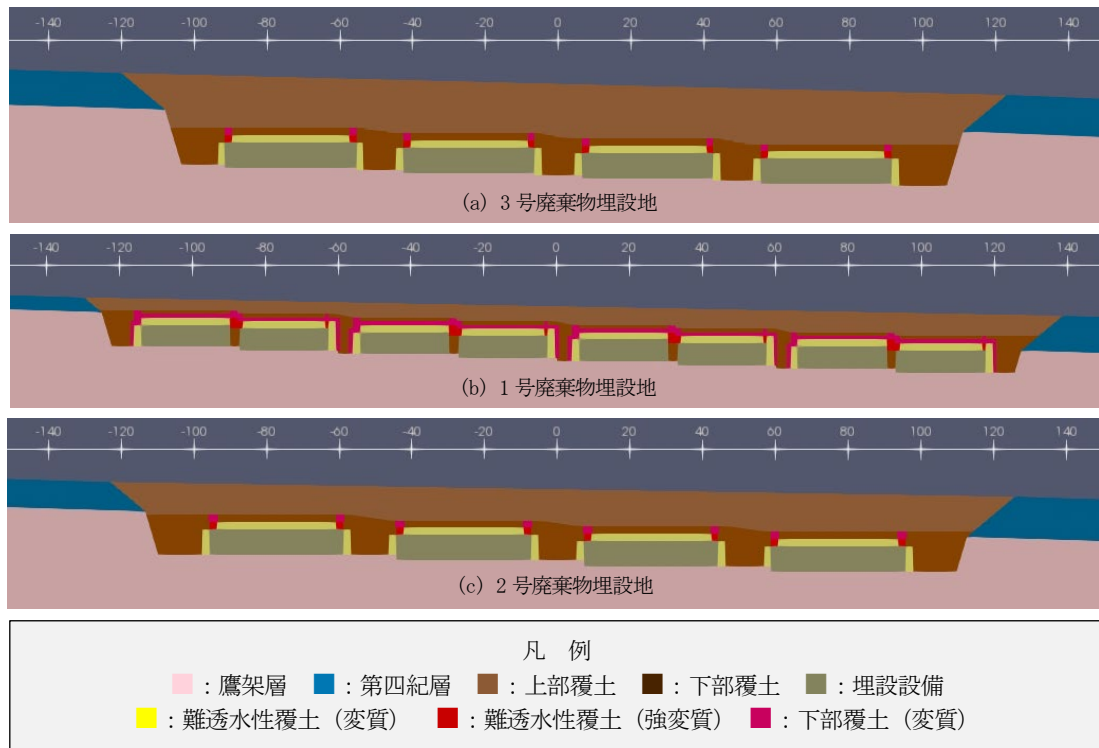 -140 -120 -100 -80 -60 -40 -20 0 20 40 60 80 100 120 140
(a) 3 号廃棄物埋設地
-140 -120 -100 -80 -60 -40 -20 0 20 40 60 80 100 120 140
(b) 1 号廃棄物埋設地
-140 -120 -100 -80 -60 -40 -20 0 20 40 60 80 100 120 140
(c) 2 号廃棄物埋設地
凡 例
：鷹架層 ：第四紀層 ：上部覆土 ：下部覆土 ：埋設設備
：難透水性覆土（変質） ：難透水性覆土（強変質） ：下部覆土（変質）